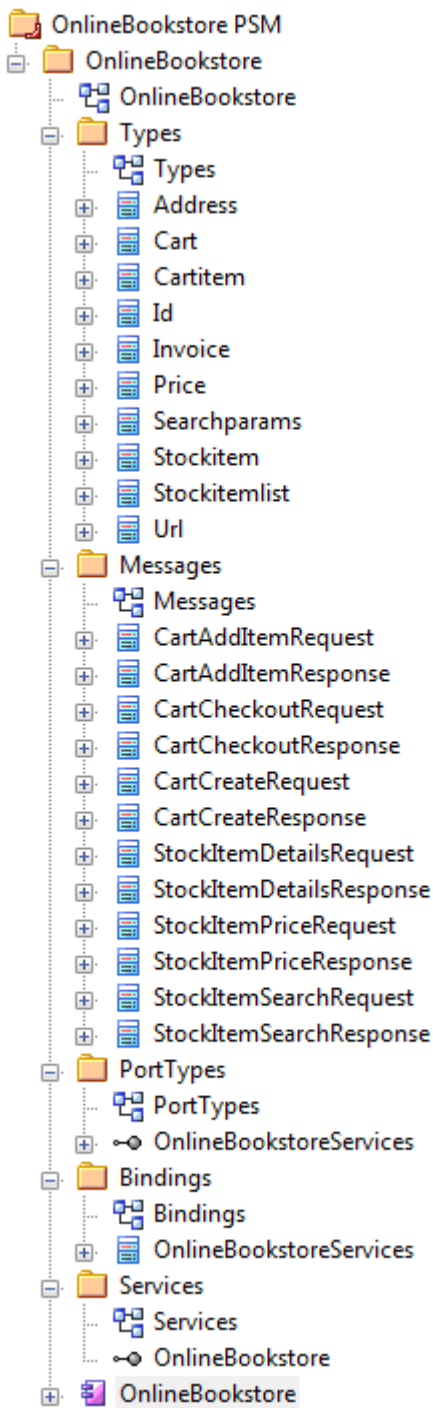 OnlineBookstore PSM
OnlineBookstore
OnlineBookstore
Types
Types
Address
Cart
Cartitem
Id
Invoice
Price
Searchparams
Stockitem
Stockitemlist
Url
Messages
Messages
CartAddItemRequest
CartAddItemResponse
CartCheckoutRequest
CartCheckoutResponse
CartCreateRequest
CartCreateResponse
StockItemDetailsRequest
StockItemDetailsResponse
StockItemPriceRequest
StockItemPriceResponse
StockItemSearchRequest
StockItemSearchResponse
PortTypes
PortTypes
OnlineBookstoreServices
Bindings
Bindings
OnlineBookstoreServices
Services
Services
OnlineBookstore
OnlineBookstore